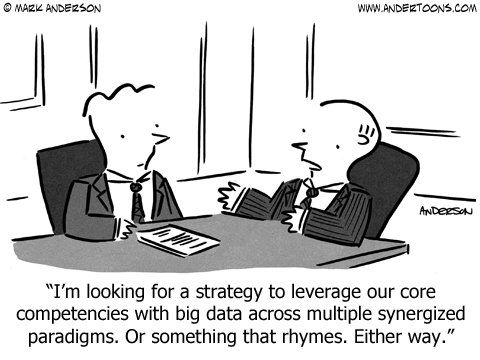 © MARK ANDERSON
WWW.ANDERTOONS.COM
ANDERSON
“I’m looking for a strategy to leverage our core
competencies with big data across multiple synergized
paradigms. Or something that rhymes. Either way.”